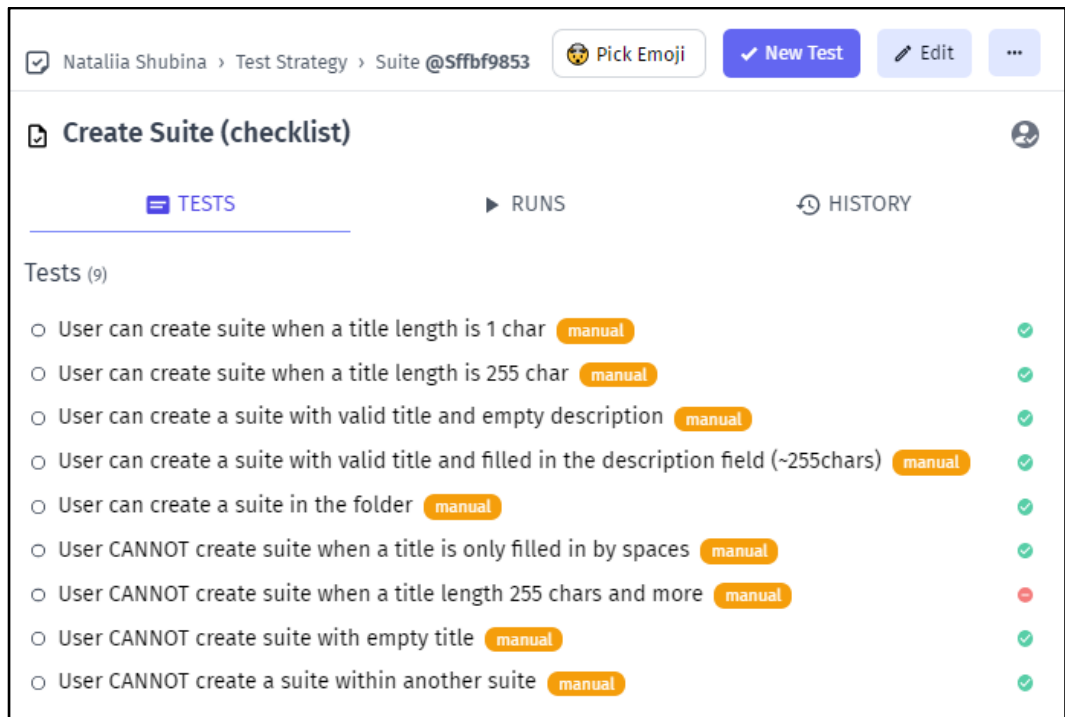 Nataliia Shubina › Test Strategy › Suite @Sffbf9853 Pick Emoji New Test Edit ...
Create Suite (checklist)
TESTS RUNS HISTORY
Tests (9)
User can create suite when a title length is 1 char manual
User can create suite when a title length is 255 char manual
User can create a suite with valid title and empty description manual
User can create a suite with valid title and filled in the description field (~255chars) manual
User can create a suite in the folder manual
User CANNOT create suite when a title is only filled in by spaces manual
User CANNOT create suite when a title length 255 chars and more manual
User CANNOT create suite with empty title manual
User CANNOT create a suite within another suite manual